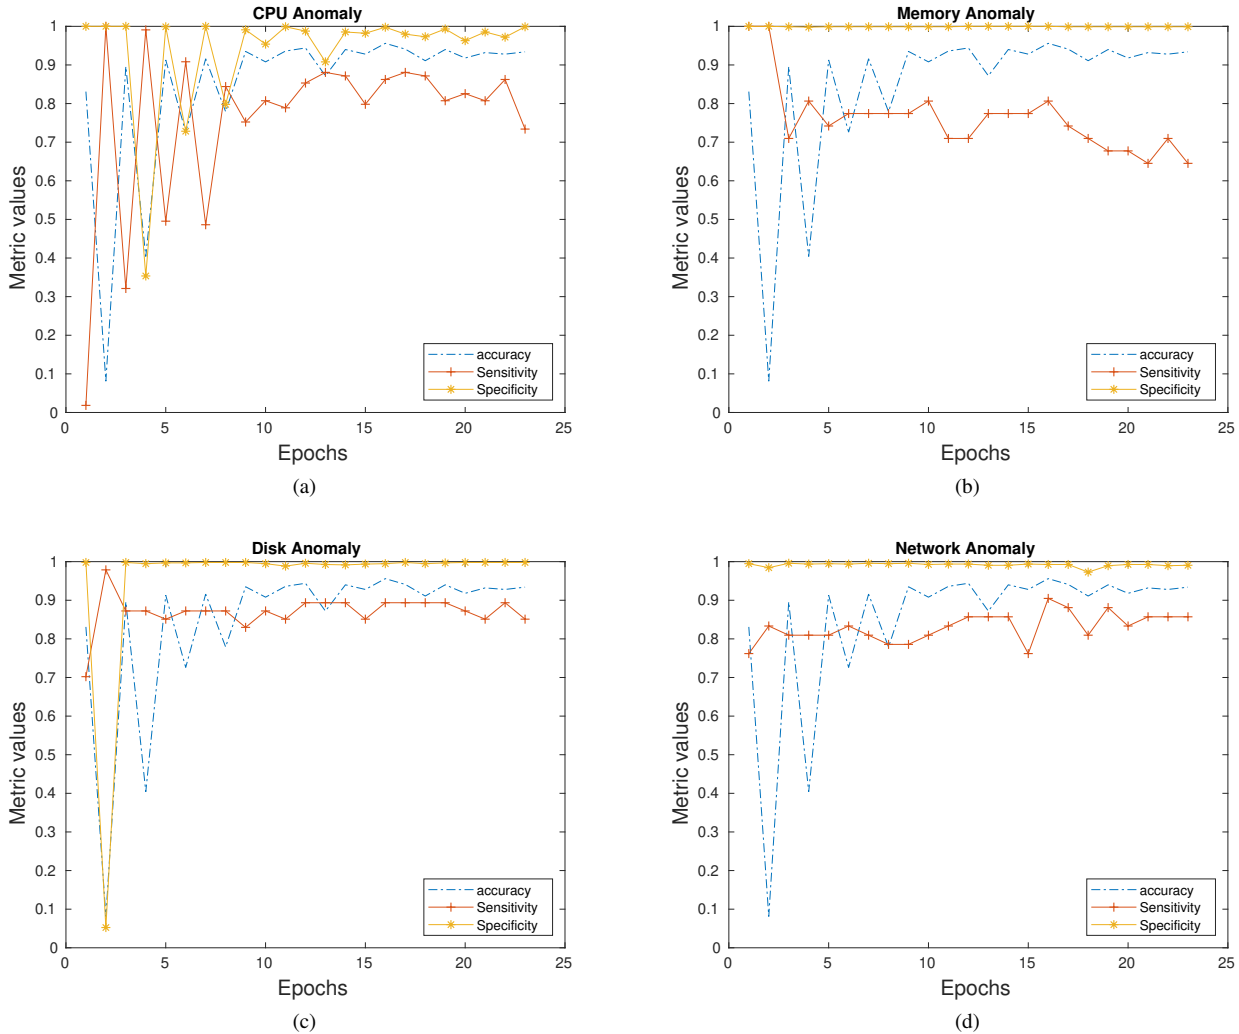 CPU Anomaly
1
0.9
0.8
0.7
0.6
0.5
0.4
0.3
0.2
0.1
0
Metric values
accuracy
Sensitivity
Specificity
0 5 10 15 20 25
Epochs
(a)
Memory Anomaly
1
0.9
0.8
0.7
0.6
0.5
0.4
0.3
0.2
0.1
0
Metric values
accuracy
Sensitivity
Specificity
0 5 10 15 20 25
Epochs
(b)
Disk Anomaly
1
0.9
0.8
0.7
0.6
0.5
0.4
0.3
0.2
0.1
0
Metric values
accuracy
Sensitivity
Specificity
0 5 10 15 20 25
Epochs
(c)
Network Anomaly
1
0.9
0.8
0.7
0.6
0.5
0.4
0.3
0.2
0.1
0
Metric values
accuracy
Sensitivity
Specificity
0 5 10 15 20 25
Epochs
(d)